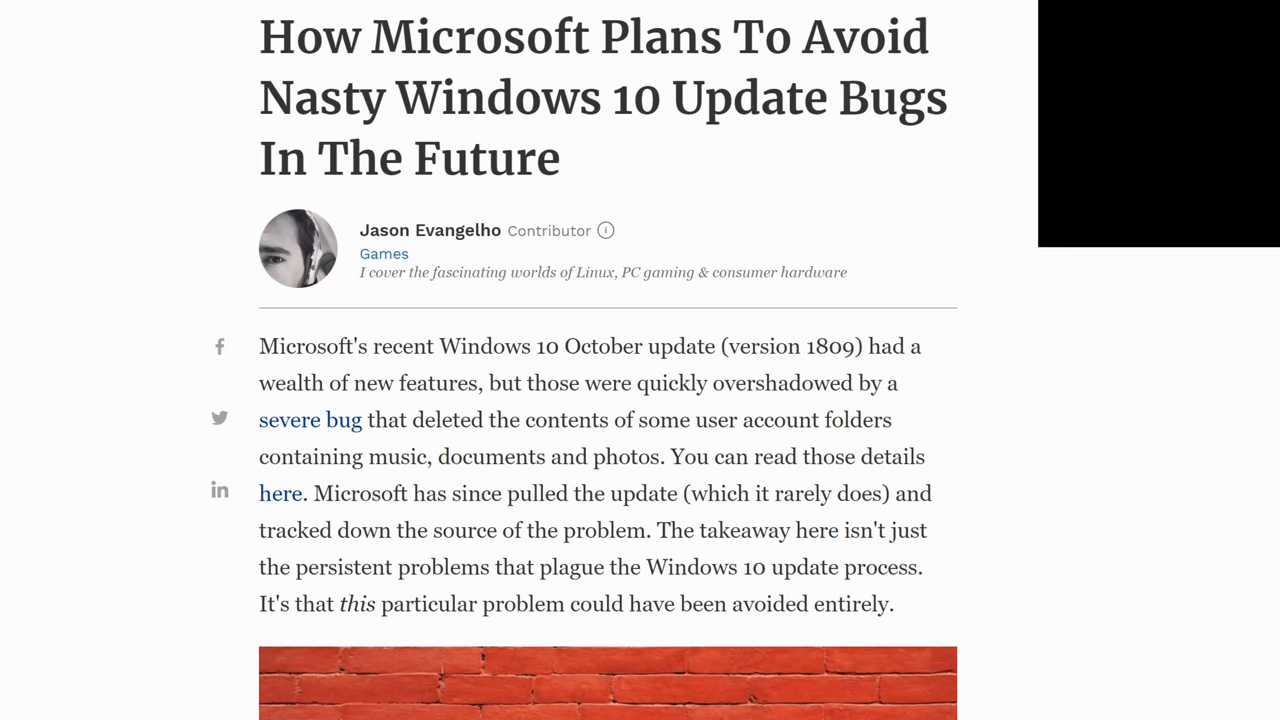 How Microsoft Plans To Avoid
Nasty Windows 10 Update Bugs
In The Future
Jason Evangelho Contributor
Games
I cover the fascinating worlds of Linux, PC gaming & consumer hardware
Microsoft's recent Windows 10 October update (version 1809) had a
wealth of new features, but those were quickly overshadowed by a
severe bug that deleted the contents of some user account folders
containing music, documents and photos. You can read those details
here. Microsoft has since pulled the update (which it rarely does) and
tracked down the source of the problem. The takeaway here isn't just
the persistent problems that plague the Windows 10 update process.
It's that this particular problem could have been avoided entirely.